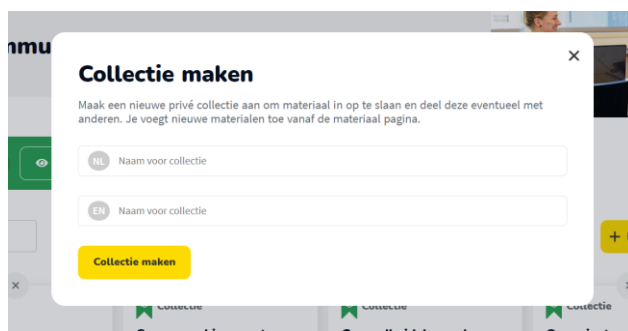 Collectie maken
Maak een nieuwe privé collectie aan om materiaal in op te slaan en deel deze eventueel met
anderen. Je voegt nieuwe materialen toe vanaf de materiaal pagina.
NL Naam voor collectie
EN Naam voor collectie
Collectie maken
Collectie Collectie Collectie